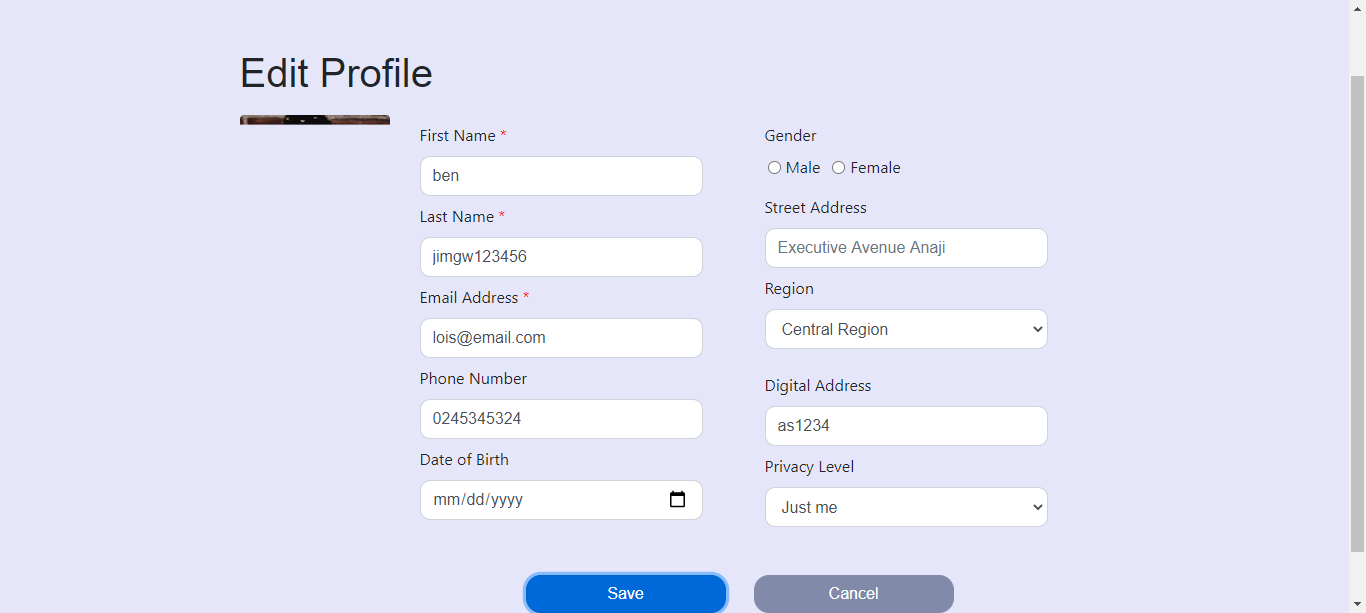 Edit Profile
First Name *
ben
Last Name *
jimgw123456
Email Address *
lois@email.com
Phone Number
0245345324
Date of Birth
mm/dd/yyyy
Gender
Male Female
Street Address
Executive Avenue Anaji
Region
Central Region
Digital Address
as1234
Privacy Level
Just me
Save Cancel